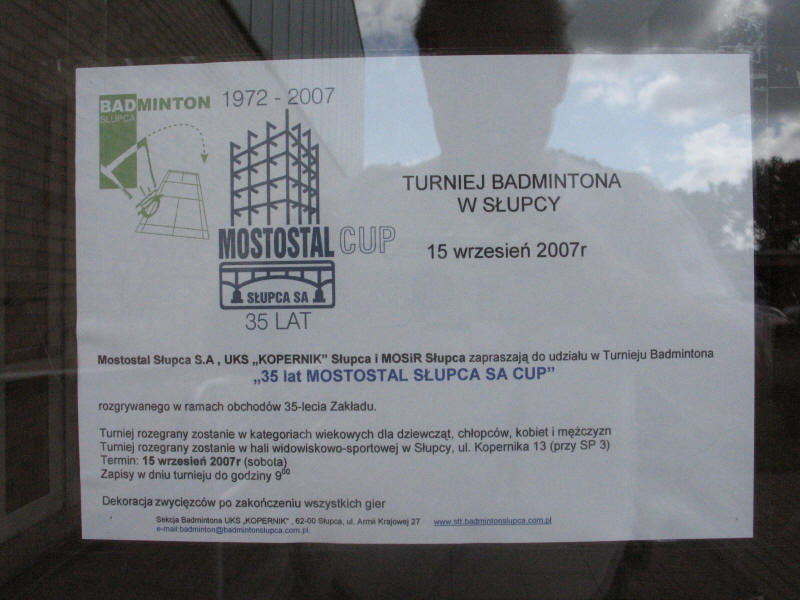 BADMINTON
SŁUPCA
1972 - 2007
MOSTOSTAL CUP
SŁUPCA SA
35 LAT
TURNIEJ BADMINTONA
W SŁUPCY
15 wrzesień 2007r
Mostostal Słupca S.A , UKS „KOPERNIK” Słupca i MOSiR Słupca zapraszają do udziału w Turnieju Badmintona
„35 lat MOSTOSTAL SŁUPCA SA CUP”
rozgrywanego w ramach obchodów 35-lecia Zakładu.
Turniej rozegrany zostanie w kategoriach wiekowych dla dziewcząt, chłopców, kobiet i mężczyzn
Turniej rozegrany zostanie w hali widowiskowo-sportowej w Słupcy, ul. Kopernika 13 (przy SP 3)
Termin: 15 wrzesień 2007r (sobota)
Zapisy w dniu turnieju do godziny 9⁰⁰
Dekoracja zwycięzców po zakończeniu wszystkich gier
Sekcja Badmintona UKS „KOPERNIK” , 62-00 Słupca, ul. Armii Krajowej 27 www.str.badmintonslupca.com.pl
e-mail:badminton@badmintonslupca.com.pl.